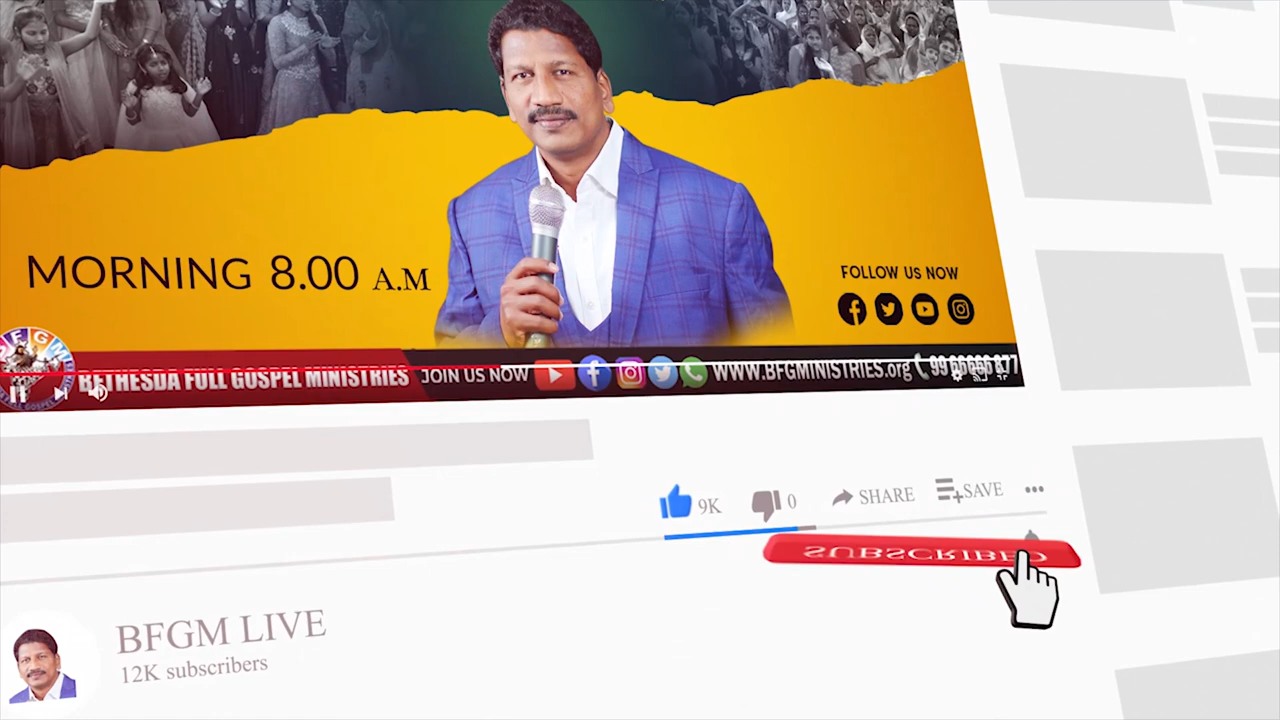 MORNING 8.00 A.M
FOLLOW US NOW
BFGM
BETHESDA FULL GOSPEL MINISTRIES JOIN US NOW WWW.BFGMINISTRIES.org
9K 0 SHARE SAVE
SUBSCRIBED
BFGM LIVE
12K subscribers